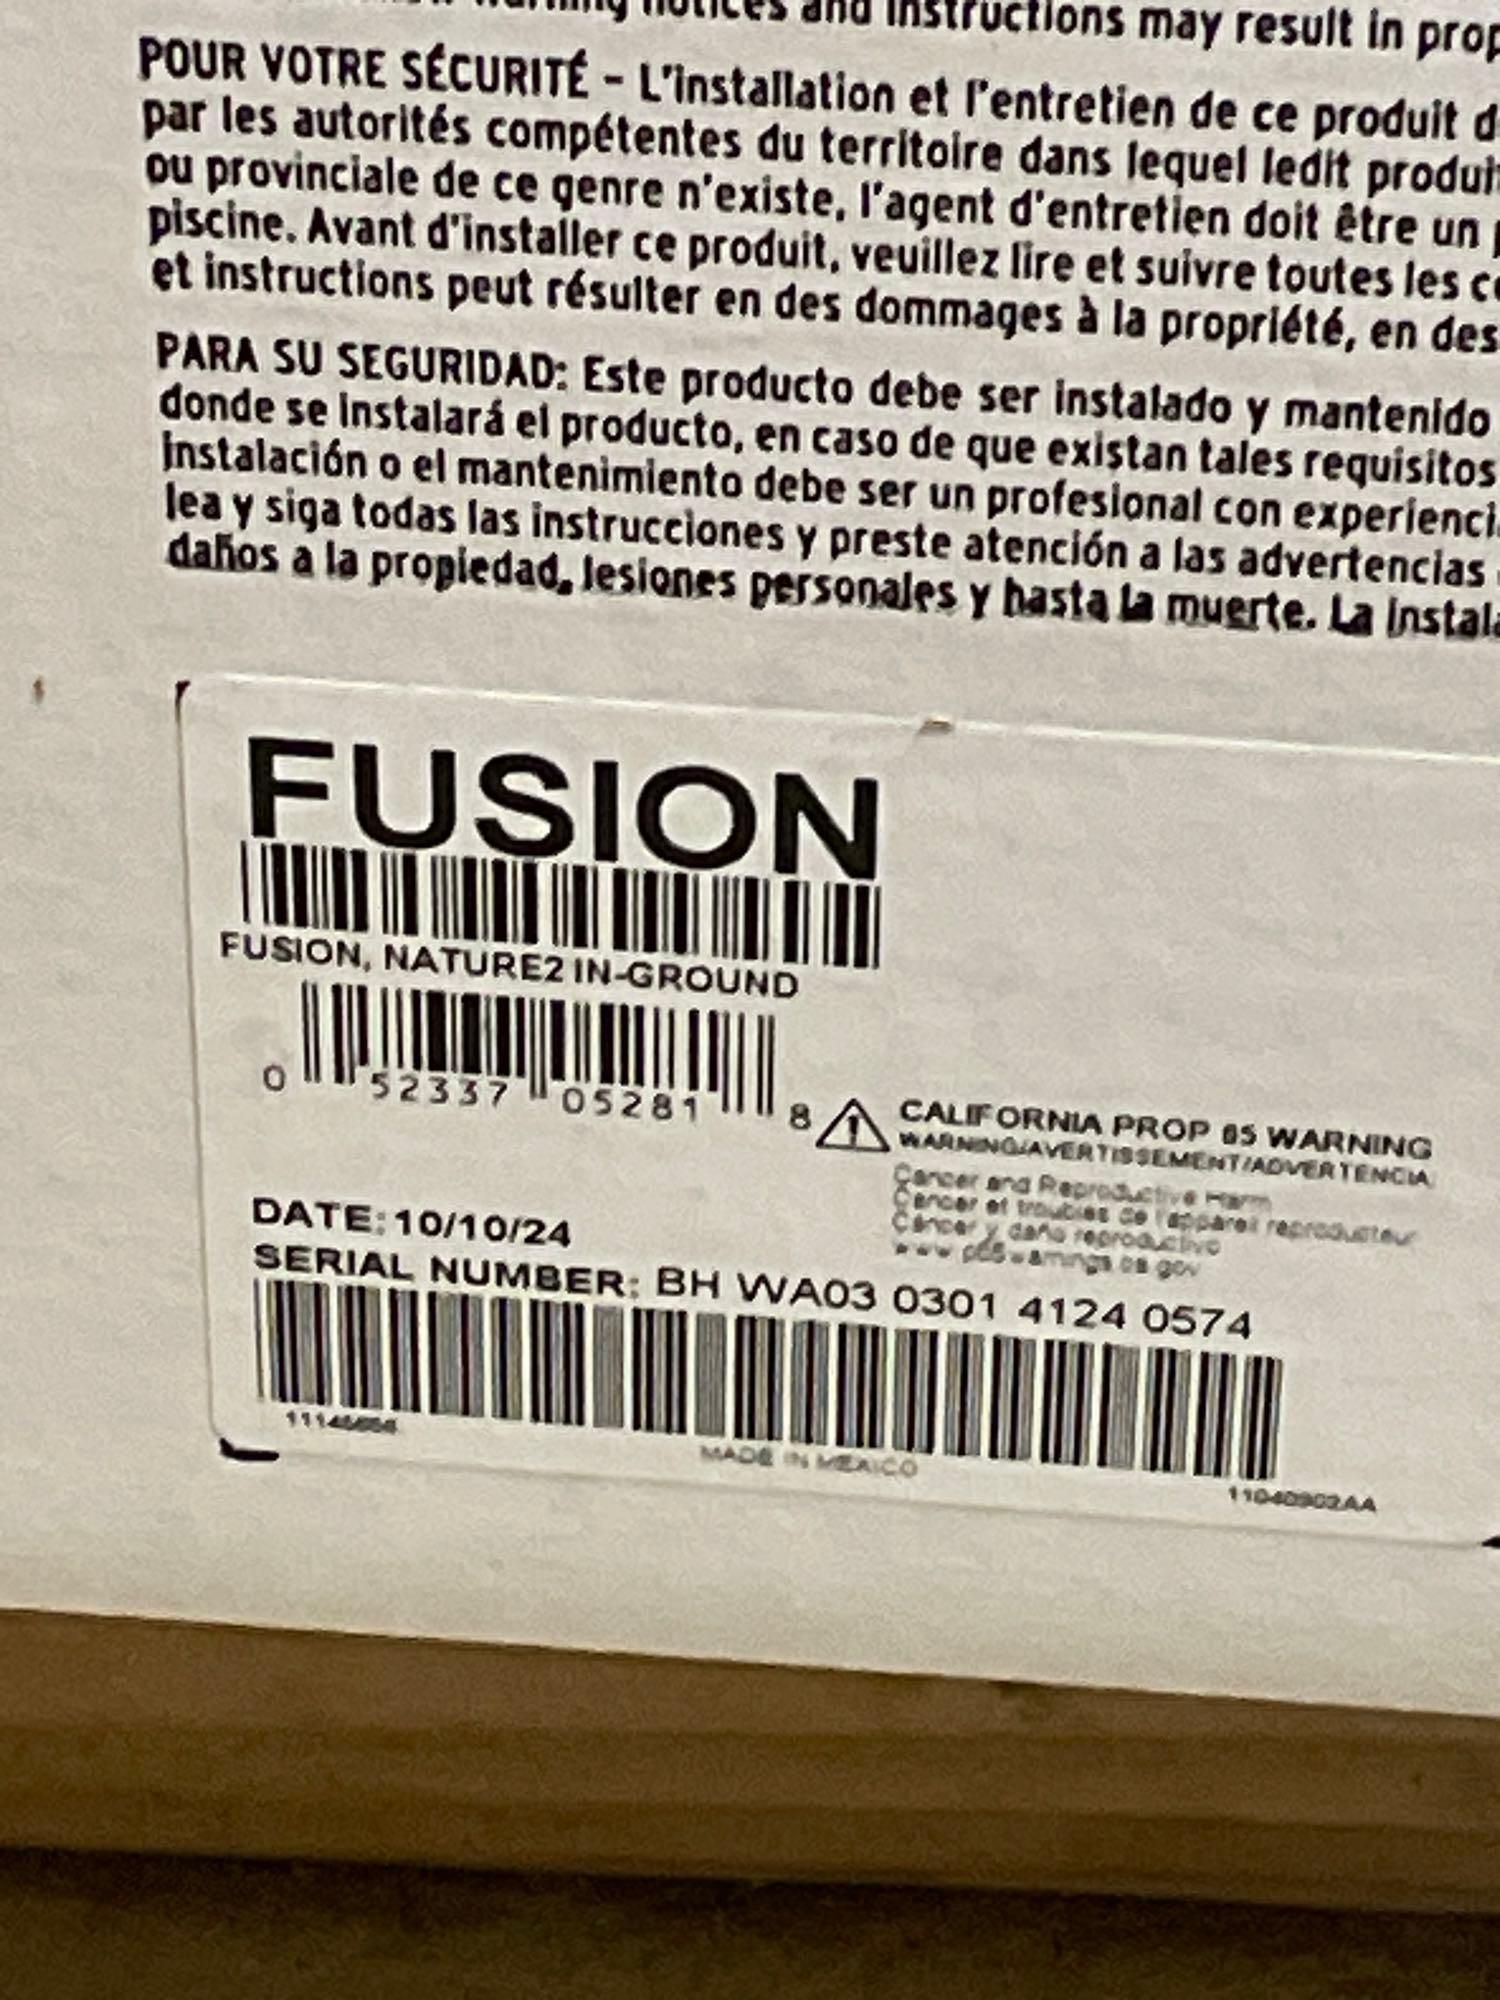 warning notices and instructions may result in prop
POUR VOTRE SÉCURITÉ – L'installation et l'entretien de ce produit d
par les autorités compétentes du territoire dans lequel ledit produit
ou provinciale de ce genre n'existe, l'agent d'entretien doit être un p
piscine. Avant d'installer ce produit, veuillez lire et suivre toutes les co
et instructions peut résulter en des dommages à la propriété, en des
PARA SU SEGURIDAD: Este producto debe ser instalado y mantenido
donde se instalará el producto, en caso de que existan tales requisitos
instalación o el mantenimiento debe ser un profesional con experienci
lea y siga todas las instrucciones y preste atención a las advertencias
daños a la propiedad, lesiones personales y hasta la muerte. La instala
FUSION
FUSION, NATURE2 IN-GROUND
0 52337 05281 8
CALIFORNIA PROP 65 WARNING
WARNING/AVERTISSEMENT/ADVERTENCIA
Cancer and Reproductive Harm
Cancer et troubles de l'appareil reproducteur
Cáncer y daño reproductivo
www.p65warnings.ca.gov
DATE: 10/10/24
SERIAL NUMBER: BH WA03 0301 4124 0574
MADE IN MEXICO